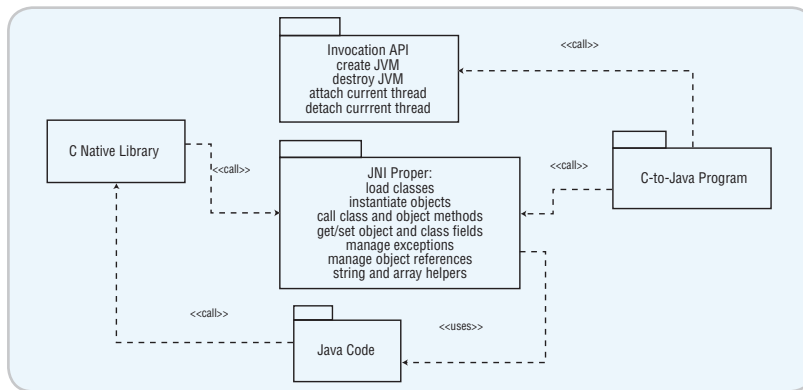 Invocation API
create JVM
destroy JVM
attach current thread
detach currrent thread
<<call>>
C Native Library
<<call>>
JNI Proper:
load classes
instantiate objects
call class and object methods
get/set object and class fields
manage exceptions
manage object references
string and array helpers
<<call>>
C-to-Java Program
<<call>>
Java Code
<<uses>>